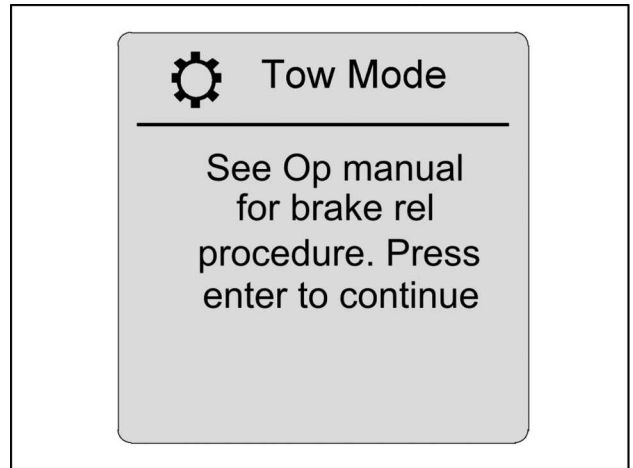 Tow Mode
See Op manual
for brake rel
procedure. Press
enter to continue